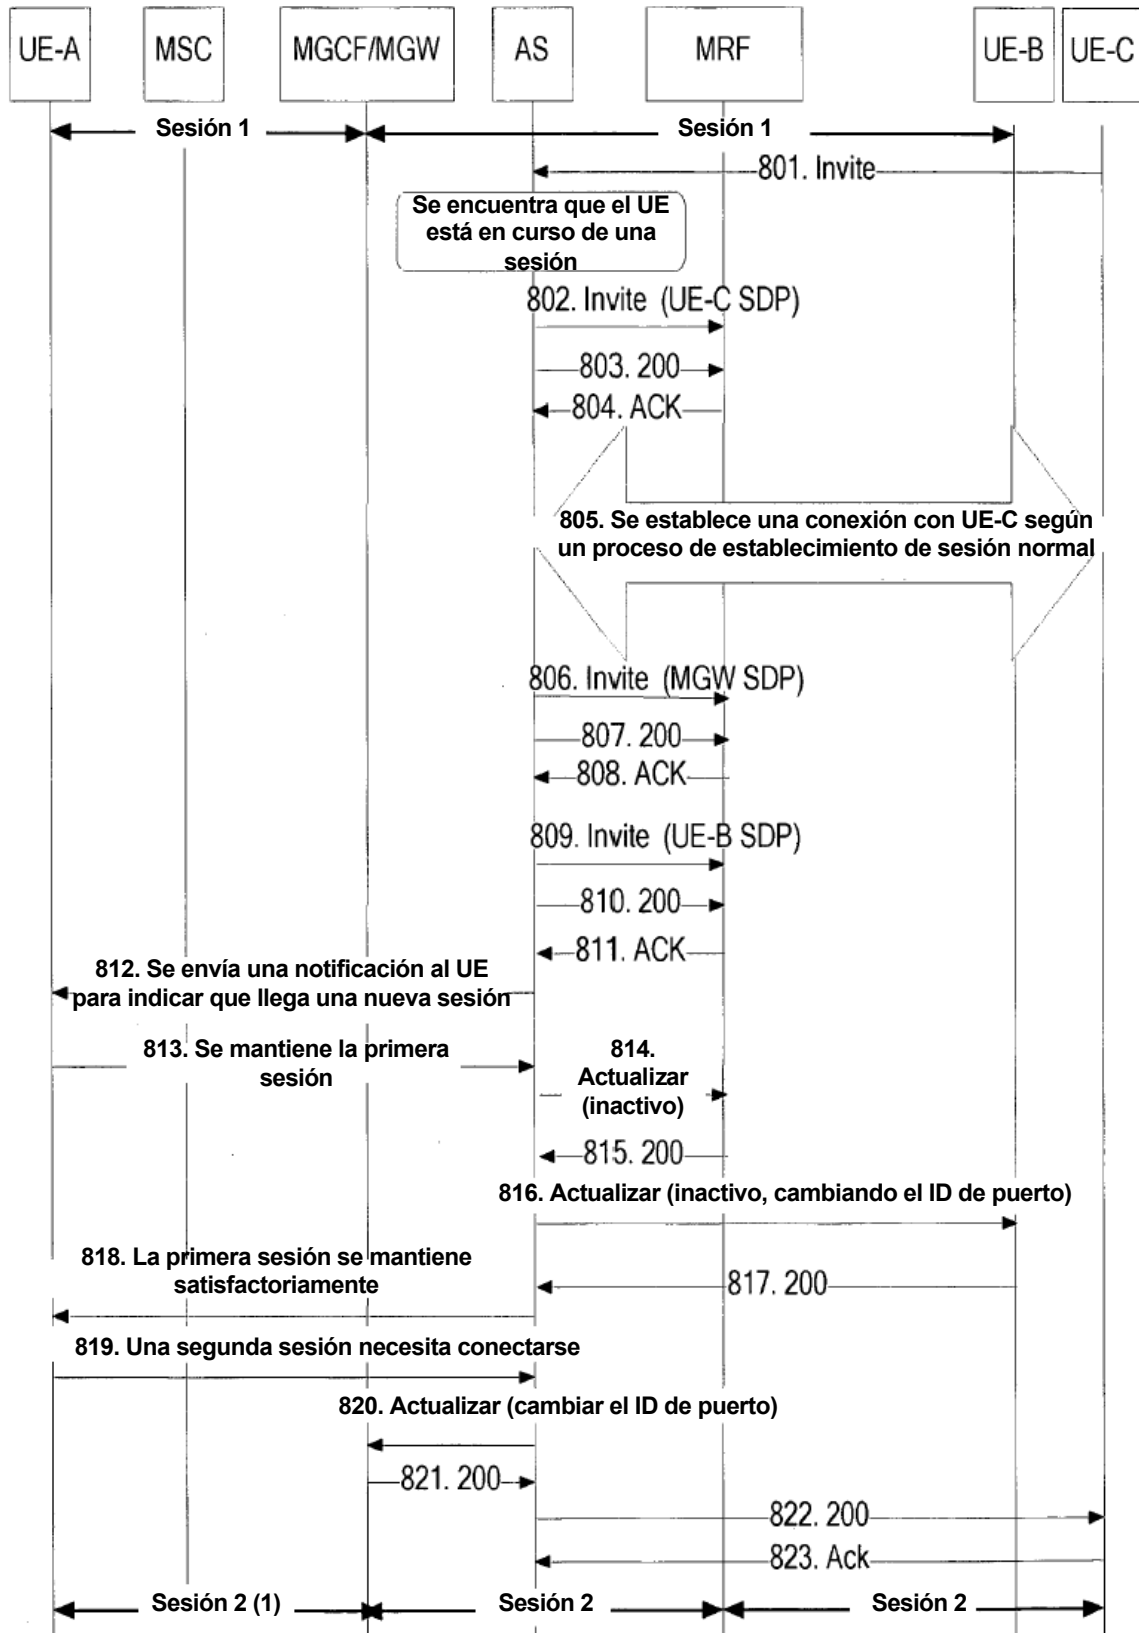 UE-A
MSC
MGCF/MGW
AS
MRF
UE-B
UE-C
Sesión 1
Sesión 1
801. Invite
Se encuentra que el UE
está en curso de una
sesión
802. Invite (UE-C SDP)
803. 200
804. ACK
805. Se establece una conexión con UE-C según
un proceso de establecimiento de sesión normal
806. Invite (MGW SDP)
807. 200
808. ACK
809. Invite (UE-B SDP)
810. 200
811. ACK
812. Se envía una notificación al UE
para indicar que llega una nueva sesión
813. Se mantiene la primera
sesión
814.
Actualizar
(inactivo)
815. 200
816. Actualizar (inactivo, cambiando el ID de puerto)
818. La primera sesión se mantiene
satisfactoriamente
817. 200
819. Una segunda sesión necesita conectarse
820. Actualizar (cambiar el ID de puerto)
821. 200
822. 200
823. Ack
Sesión 2 (1)
Sesión 2
Sesión 2